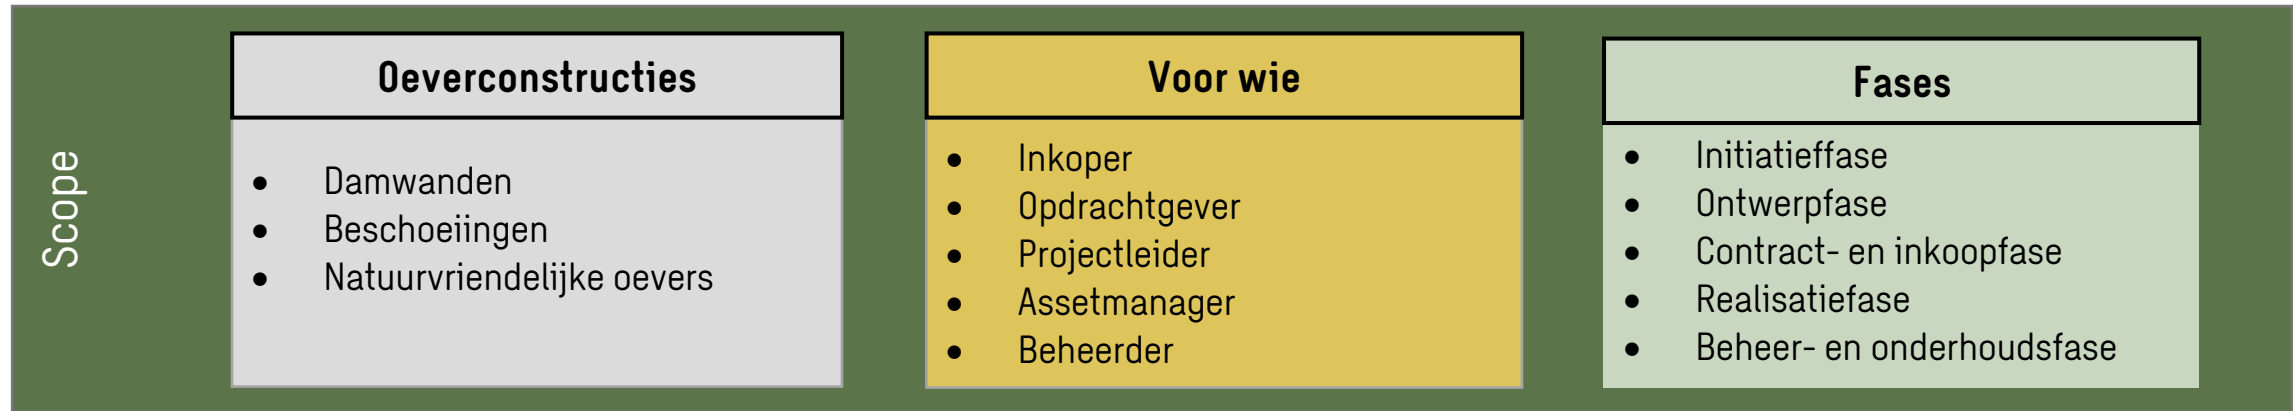 Scope
Oeverconstructies
• Damwanden
• Beschoeiingen
• Natuurvriendelijke oevers
Voor wie
• Inkoper
• Opdrachtgever
• Projectleider
• Assetmanager
• Beheerder
Fases
• Initiatieffase
• Ontwerpfase
• Contract- en inkoopfase
• Realisatiefase
• Beheer- en onderhoudsfase